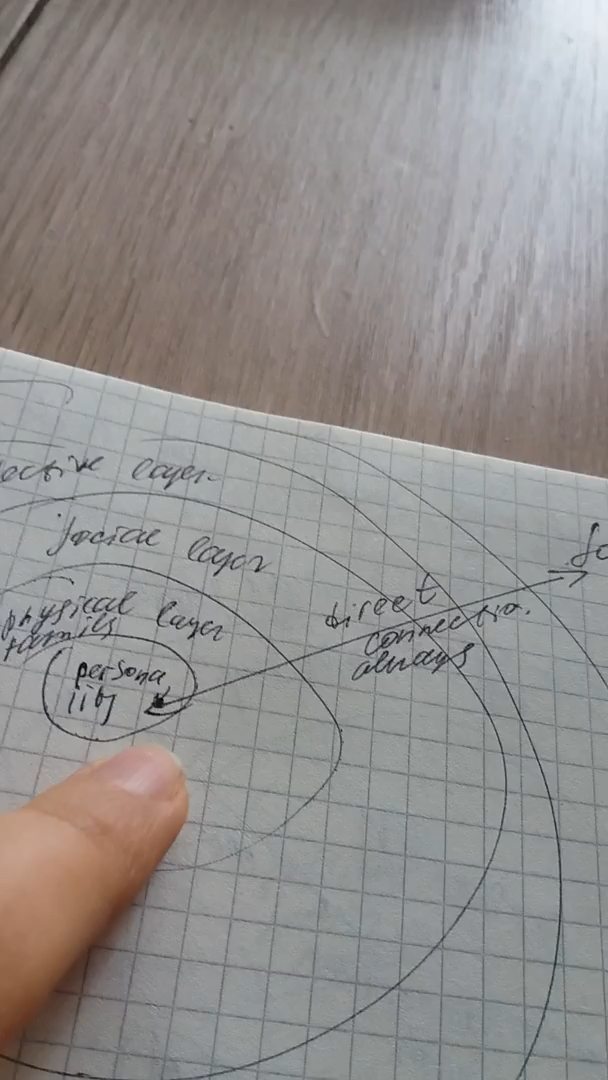 layer
social layer
physical layer
family
persona
lity
direct
connection
always